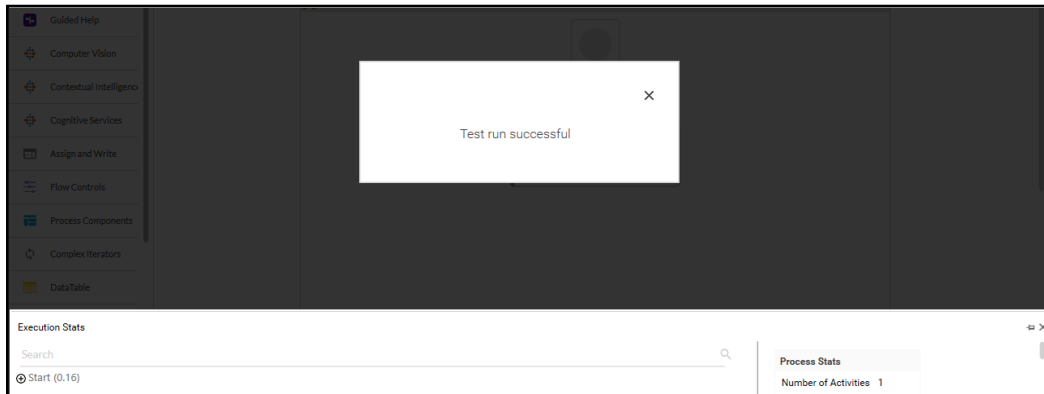 Guided Help
Computer Vision
Contextual Intelligence
Cognitive Services
Assign and Write
Flow Controls
Process Components
Complex Iterators
DataTable
Test run successful
Execution Stats
Search
Start (0.16)
Process Stats
Number of Activities 1